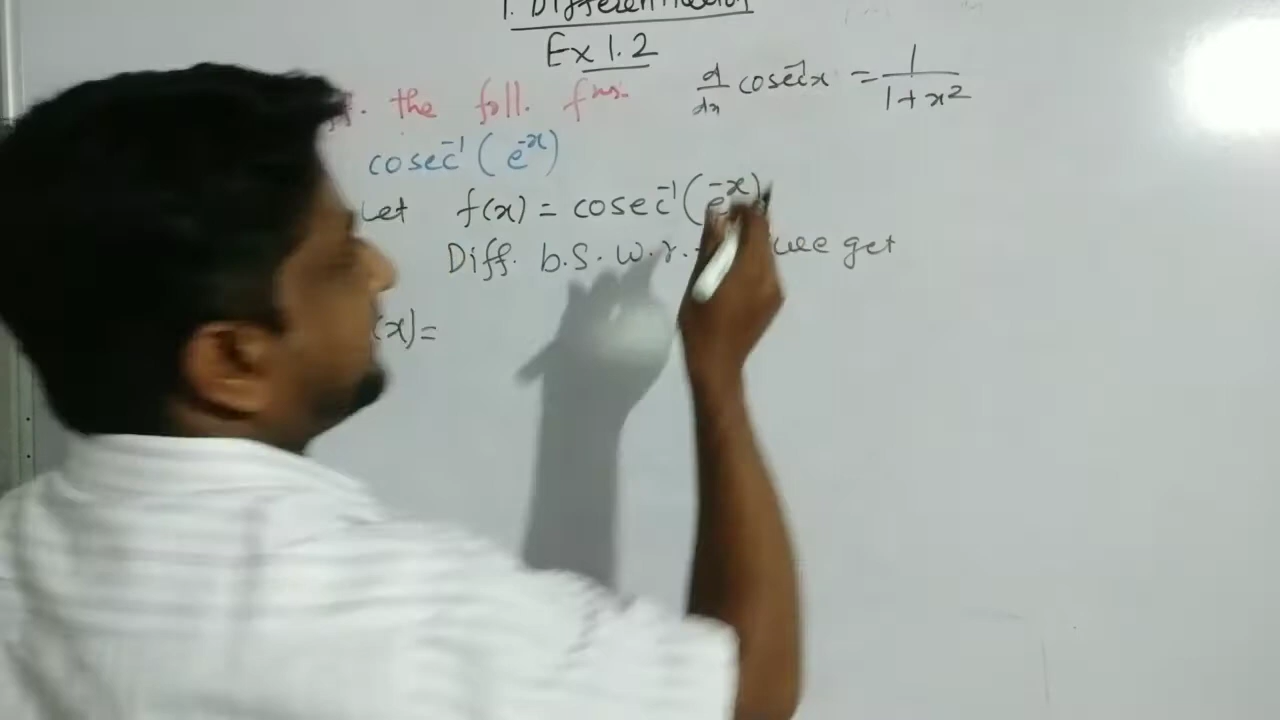 1. Differentiation
Ex 1.2
the foll. fns.
d/dx cosec⁻¹x = 1/1+x²
cosec⁻¹(e⁻ˣ)
Let f(x) = cosec⁻¹(e⁻ˣ)
Diff. b.s. w.r. we get
(x)=